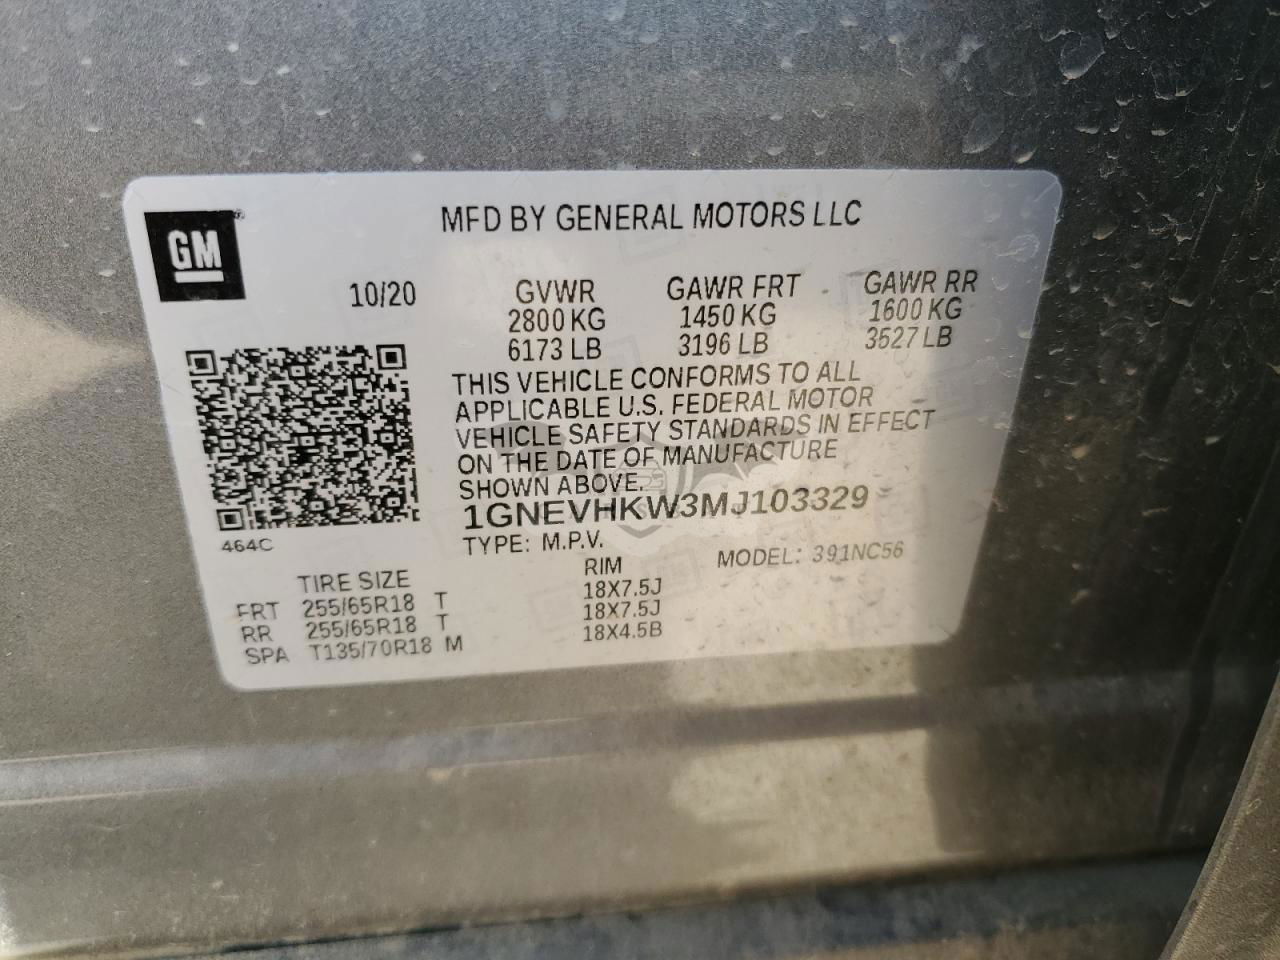 GM
MFD BY GENERAL MOTORS LLC
10/20
GVWR GAWR FRT GAWR RR
2800 KG 1450 KG 1600 KG
6173 LB 3196 LB 3527 LB
THIS VEHICLE CONFORMS TO ALL
APPLICABLE U.S. FEDERAL MOTOR
VEHICLE SAFETY STANDARDS IN EFFECT
ON THE DATE OF MANUFACTURE
SHOWN ABOVE.
1GNEVHKW3MJ103329
TYPE: M.P.V. MODEL: 391NC56
464C
TIRE SIZE RIM
FRT 255/65R18 T 18X7.5J
RR 255/65R18 T 18X7.5J
SPA T135/70R18 M 18X4.5B